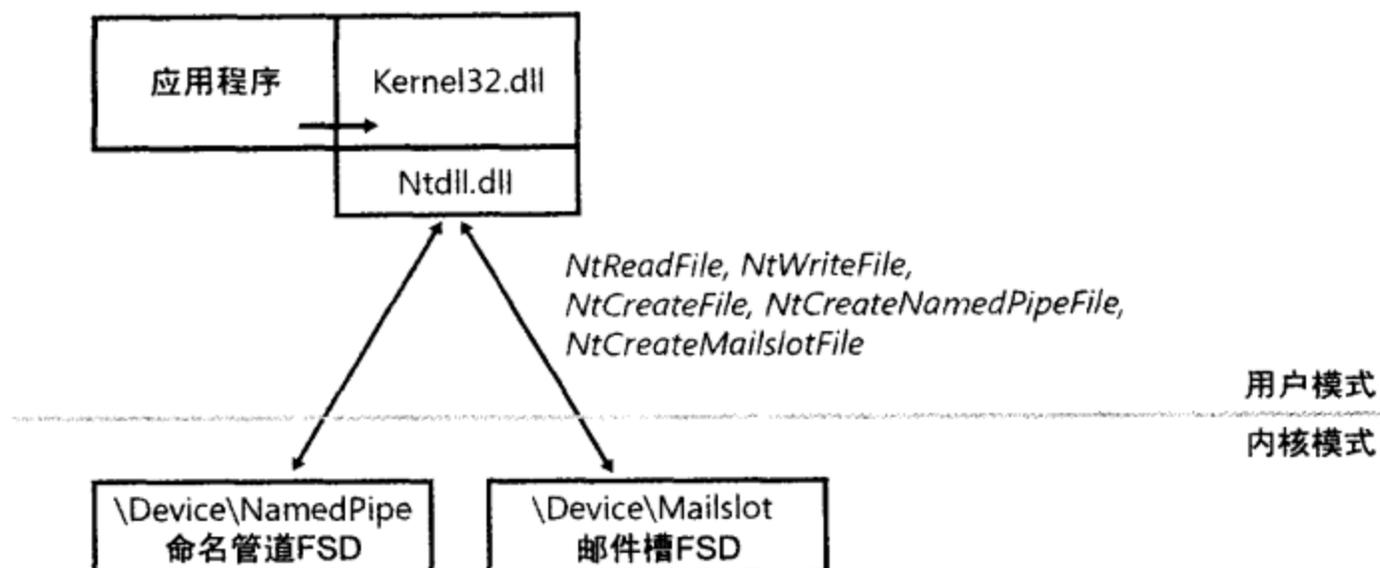 应用程序
Kernel32.dll
Ntdll.dll
NtReadFile, NtWriteFile,
NtCreateFile, NtCreateNamedPipeFile,
NtCreateMailslotFile
用户模式
内核模式
\Device\NamedPipe
命名管道FSD
\Device\Mailslot
邮件槽FSD